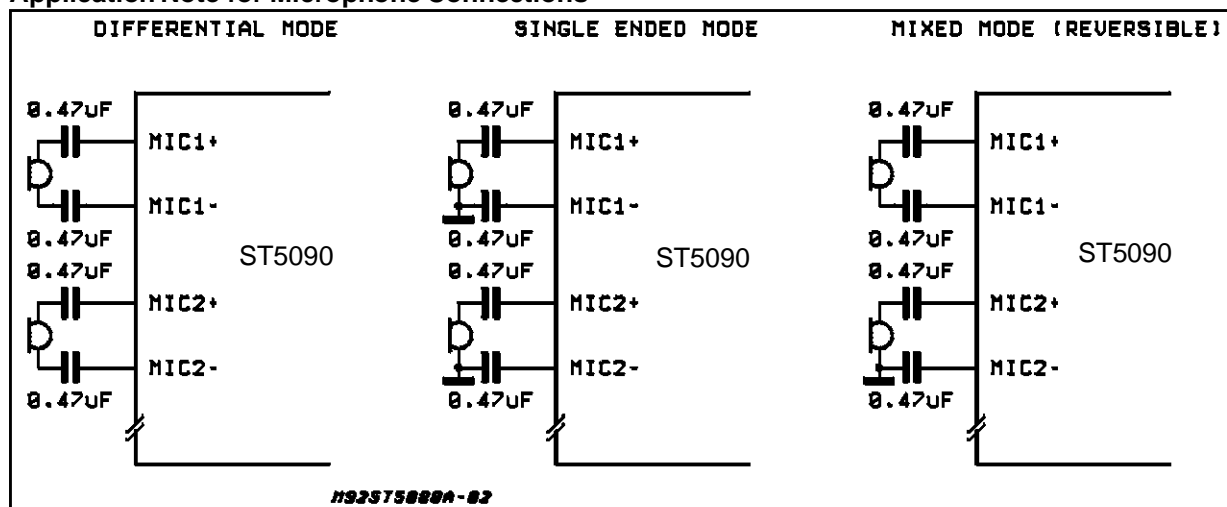 Application Note for Microphone Connections
DIFFERENTIAL MODE
0.47uF
MIC1+
MIC1-
0.47uF
ST5090
0.47uF
MIC2+
MIC2-
0.47uF
SINGLE ENDED MODE
0.47uF
MIC1+
MIC1-
0.47uF
ST5090
0.47uF
MIC2+
MIC2-
0.47uF
MIXED MODE (REVERSIBLE)
0.47uF
MIC1+
MIC1-
0.47uF
ST5090
0.47uF
MIC2+
MIC2-
0.47uF
M92ST5080A-02